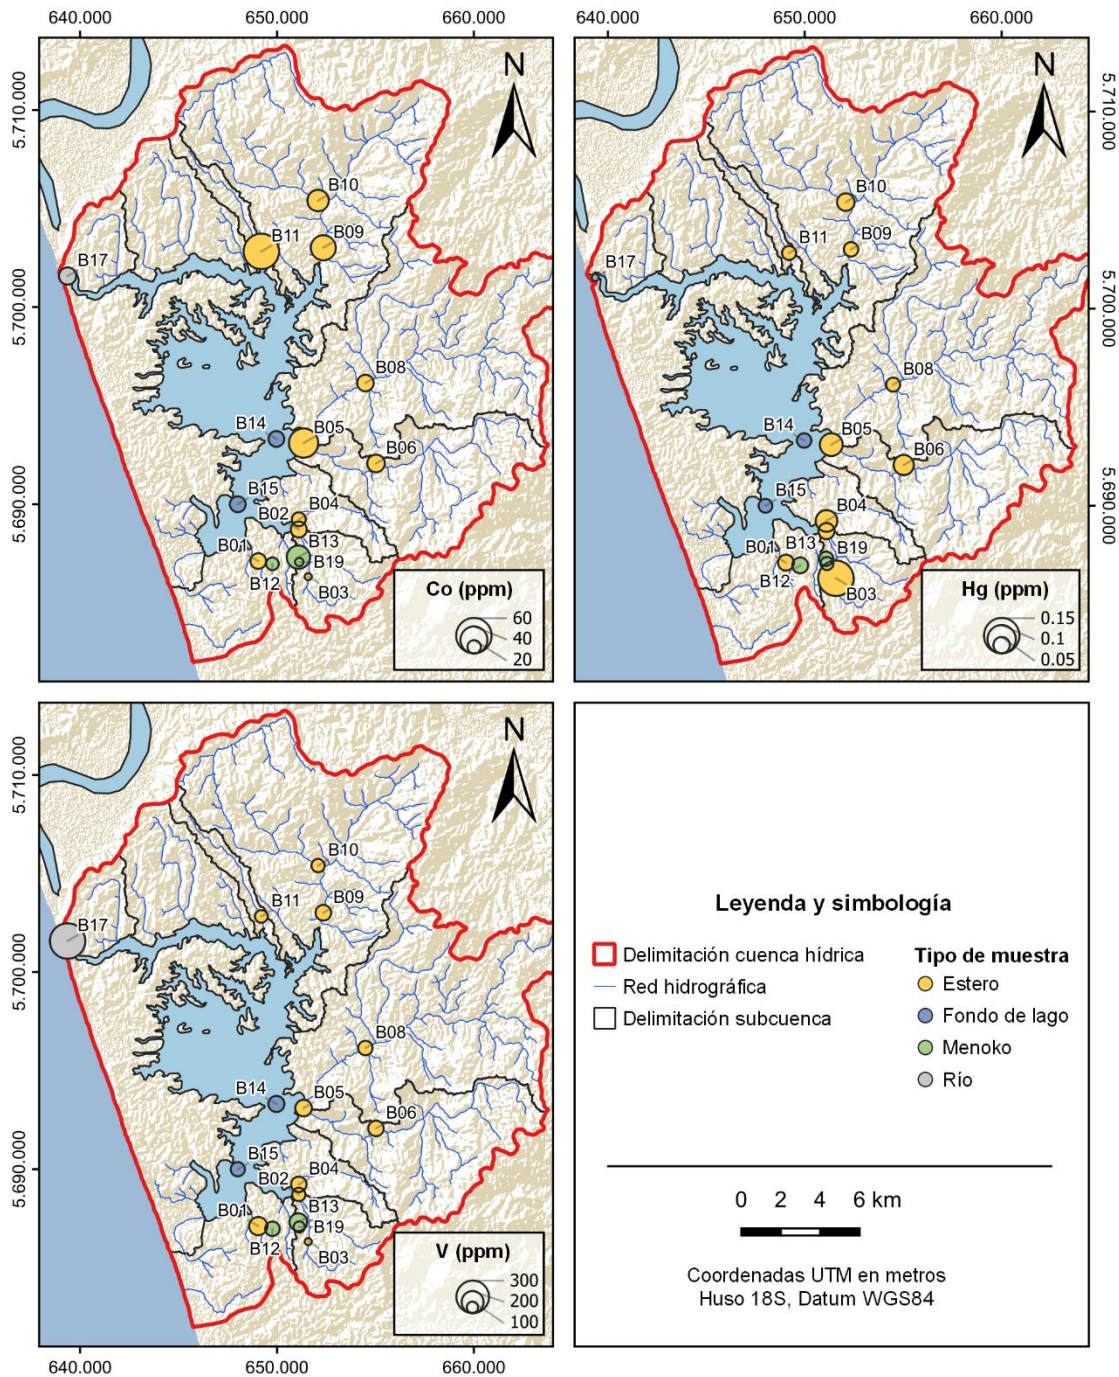 640.000
650.000
660.000
640.000
650.000
660.000
5.710.000
5.700.000
5.690.000
N
B10
B11
B09
B17
B08
B14
B05
B06
B15
B04
B02
B13
B01
B19
B12
B03
Co (ppm)
60
40
20
N
B10
B11
B09
B17
B08
B14
B05
B06
B15
B04
B13
B01
B19
B12
B03
Hg (ppm)
0.15
0.1
0.05
5.710.000
5.700.000
5.690.000
5.710.000
5.700.000
5.690.000
N
B10
B11
B09
B17
B08
B14
B05
B06
B15
B04
B02
B13
B01
B19
B12
B03
V (ppm)
300
200
100
640.000
650.000
660.000
Leyenda y simbología
Delimitación cuenca hídrica
Red hidrográfica
Delimitación subcuenca
Tipo de muestra
Estero
Fondo de lago
Menoko
Río
0 2 4 6 km
Coordenadas UTM en metros
Huso 18S, Datum WGS84